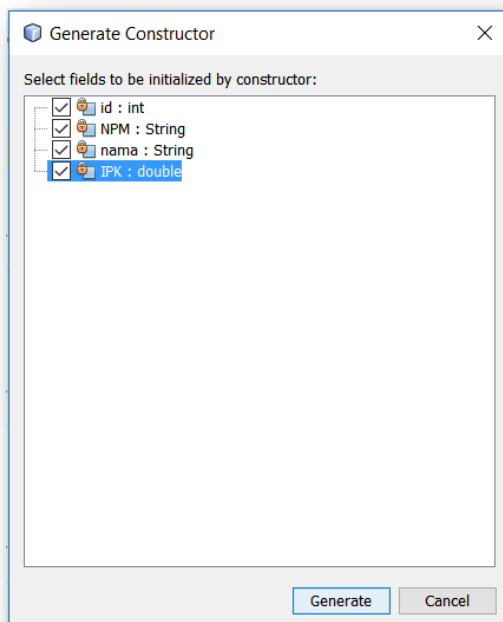 Generate Constructor
Select fields to be initialized by constructor:
id : int
NPM : String
nama : String
IPK : double
Generate Cancel